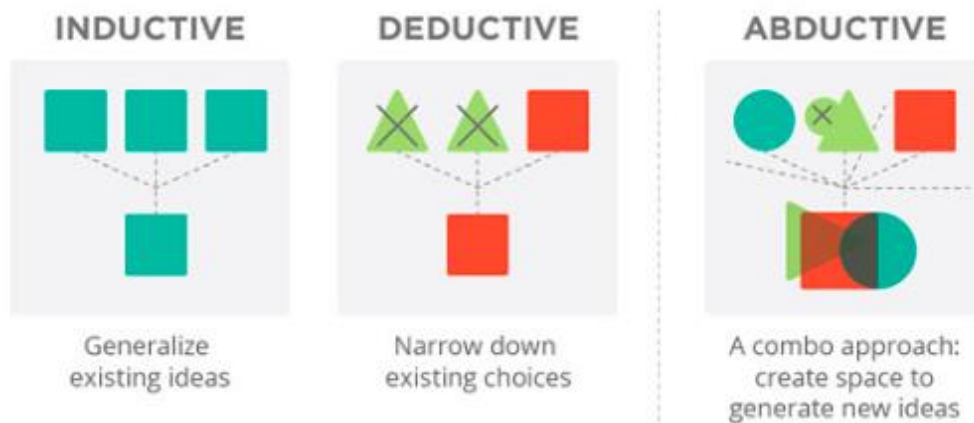 INDUCTIVE
Generalize
existing ideas
DEDUCTIVE
Narrow down
existing choices
ABDUCTIVE
A combo approach:
create space to
generate new ideas